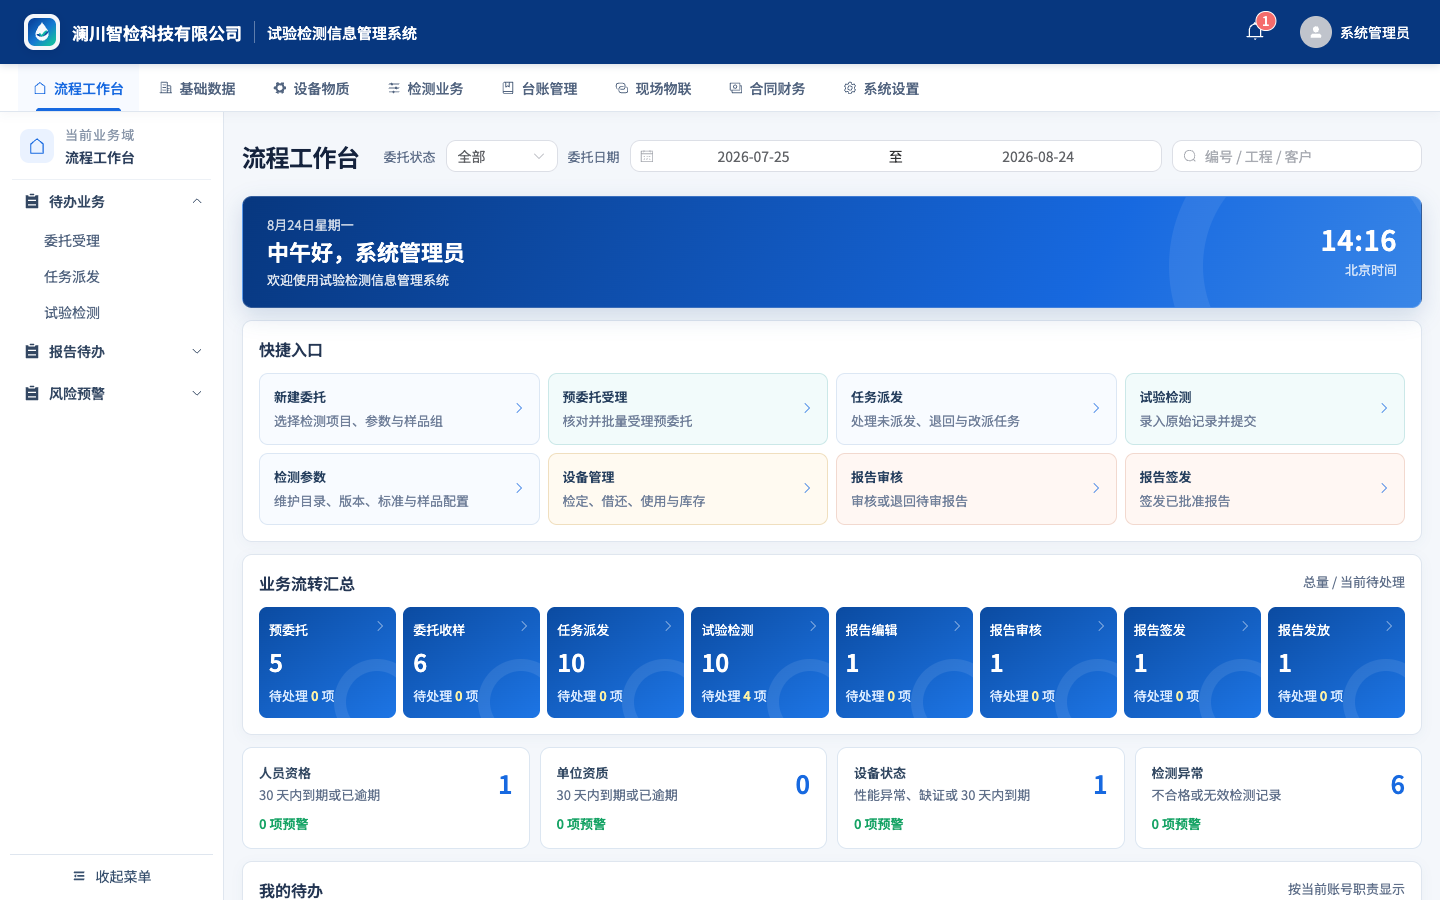 澜川智检科技有限公司 试验检测信息管理系统 1 系统管理员
流程工作台 基础数据 设备物质 检测业务 台账管理 现场物联 合同财务 系统设置
当前业务域
流程工作台
待办业务
委托受理
任务派发
试验检测
报告待办
风险预警
收起菜单
流程工作台 委托状态 全部 委托日期 2026-07-25 至 2026-08-24 编号 / 工程 / 客户
8月24日星期一
中午好，系统管理员
欢迎使用试验检测信息管理系统
14:16
北京时间
快捷入口
新建委托
选择检测项目、参数与样品组
预委托受理
核对并批量受理预委托
任务派发
处理未派发、退回与改派任务
试验检测
录入原始记录并提交
检测参数
维护目录、版本、标准与样品配置
设备管理
检定、借还、使用与库存
报告审核
审核或退回待审报告
报告签发
签发已批准报告
业务流转汇总 总量 / 当前待处理
预委托
5
待处理 0 项
委托收样
6
待处理 0 项
任务派发
10
待处理 0 项
试验检测
10
待处理 4 项
报告编辑
1
待处理 0 项
报告审核
1
待处理 0 项
报告签发
1
待处理 0 项
报告发放
1
待处理 0 项
人员资格
30 天内到期或已逾期
0 项预警
1
单位资质
30 天内到期或已逾期
0 项预警
0
设备状态
性能异常、缺证或 30 天内到期
0 项预警
1
检测异常
不合格或无效检测记录
0 项预警
6
我的待办 按当前账号职责显示